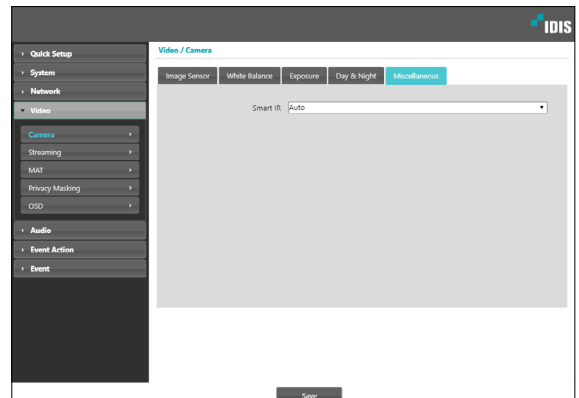 IDIS
Quick Setup
System
Network
Video
Camera
Streaming
MAT
Privacy Masking
OSD
Audio
Event Action
Event
Video / Camera
Image Sensor White Balance Exposure Day & Night Miscellaneous
Smart IR Auto
Save